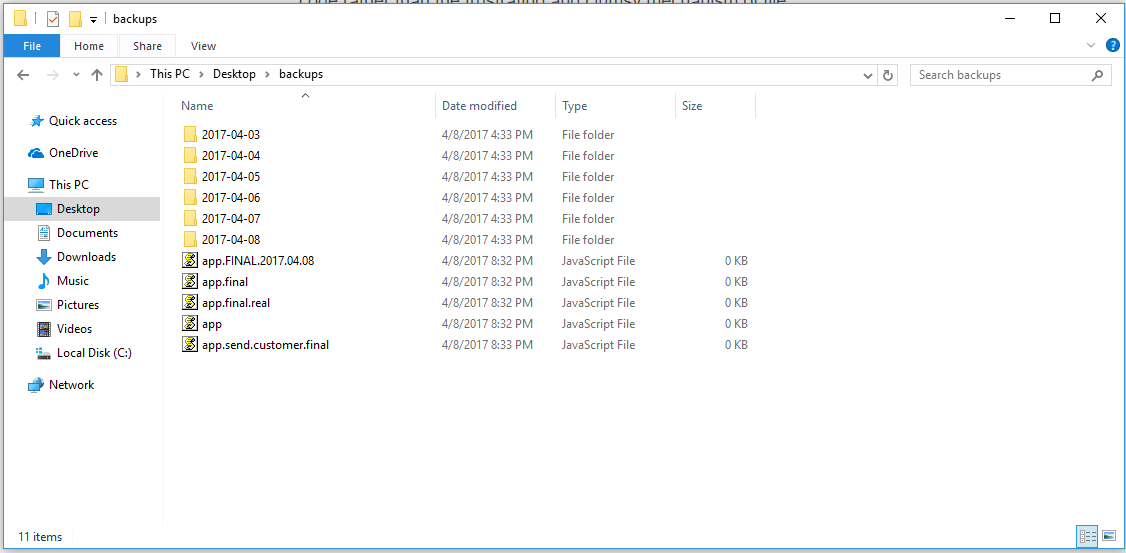 backups
File Home Share View
This PC Desktop backups
Search backups
Name Date modified Type Size
Quick access
OneDrive
This PC
Desktop
Documents
Downloads
Music
Pictures
Videos
Local Disk (C:)
Network
2017-04-03 4/8/2017 4:33 PM File folder
2017-04-04 4/8/2017 4:33 PM File folder
2017-04-05 4/8/2017 4:33 PM File folder
2017-04-06 4/8/2017 4:33 PM File folder
2017-04-07 4/8/2017 4:33 PM File folder
2017-04-08 4/8/2017 4:33 PM File folder
app.FINAL.2017.04.08 4/8/2017 8:32 PM JavaScript File 0 KB
app.final 4/8/2017 8:32 PM JavaScript File 0 KB
app.final.real 4/8/2017 8:32 PM JavaScript File 0 KB
app 4/8/2017 8:32 PM JavaScript File 0 KB
app.send.customer.final 4/8/2017 8:33 PM JavaScript File 0 KB
11 items